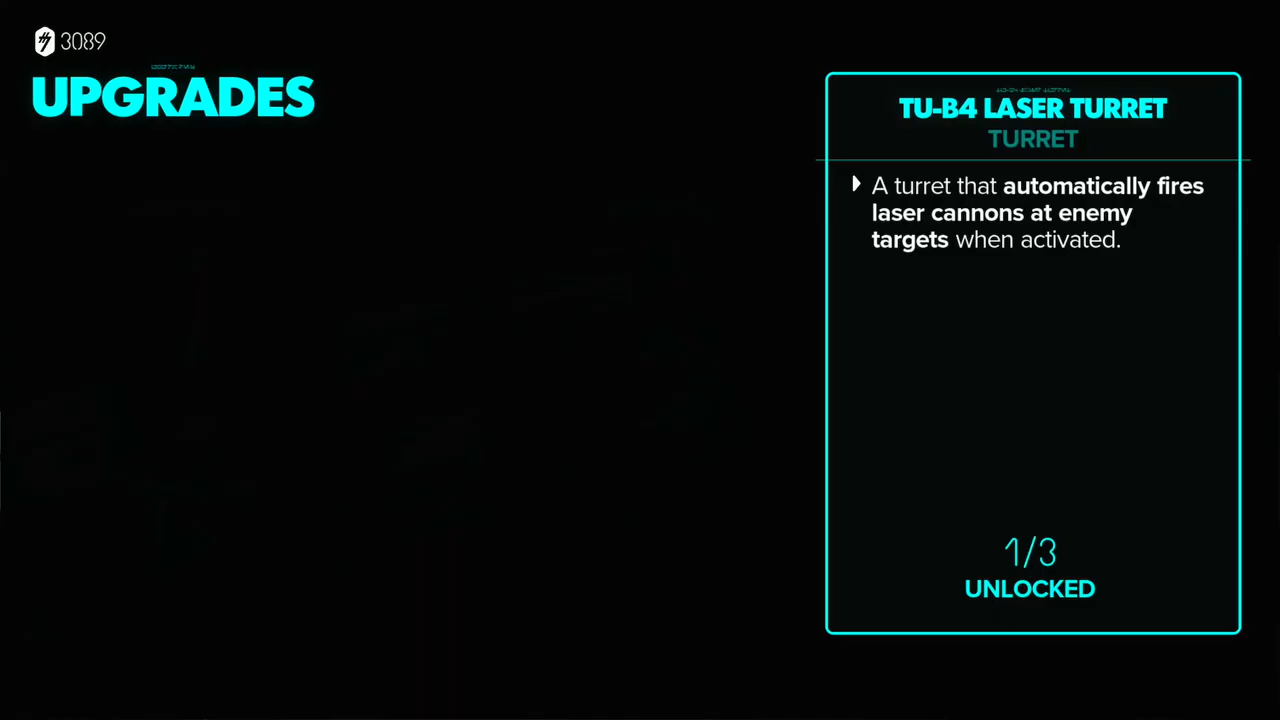 3089
UPGRADES
TU-B4 LASER TURRET
TURRET
A turret that automatically fires
laser cannons at enemy
targets when activated.
1/3
UNLOCKED